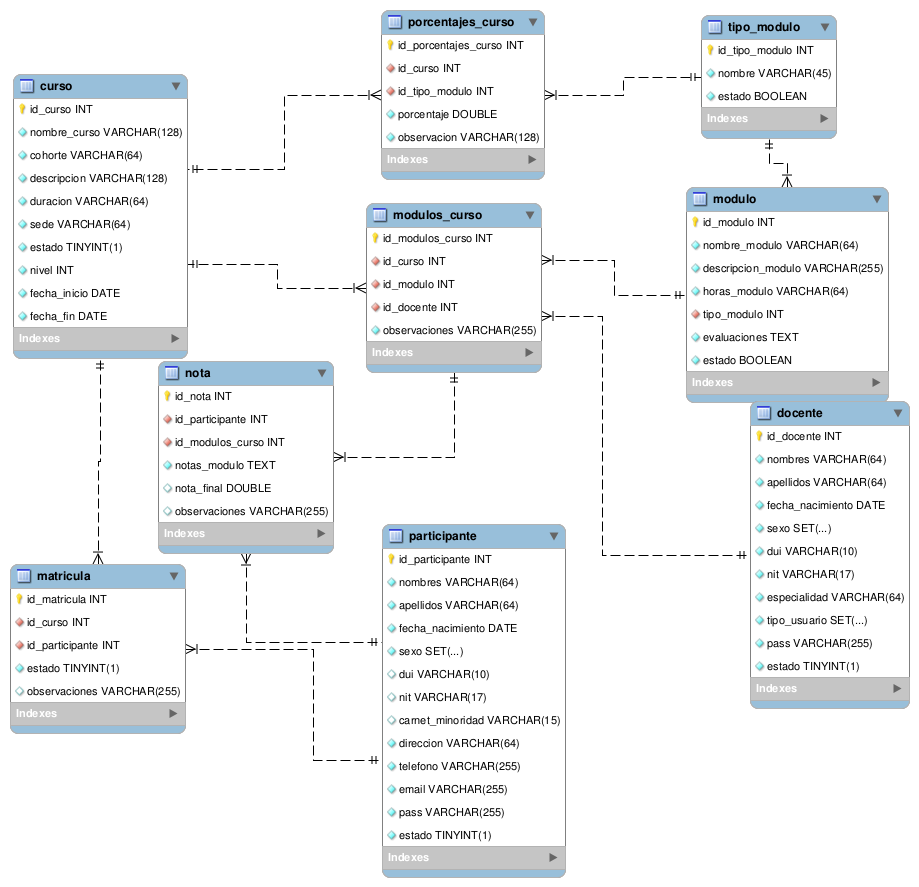 porcentajes_curso
id_porcentajes_curso INT
id_curso INT
id_tipo_modulo INT
porcentaje DOUBLE
observacion VARCHAR(128)
Indexes
tipo_modulo
id_tipo_modulo INT
nombre VARCHAR(45)
estado BOOLEAN
Indexes
curso
id_curso INT
nombre_curso VARCHAR(128)
cohorte VARCHAR(64)
descripcion VARCHAR(128)
duracion VARCHAR(64)
sede VARCHAR(64)
estado TINYINT(1)
nivel INT
fecha_inicio DATE
fecha_fin DATE
Indexes
modulos_curso
id_modulos_curso INT
id_curso INT
id_modulo INT
id_docente INT
observaciones VARCHAR(255)
Indexes
modulo
id_modulo INT
nombre_modulo VARCHAR(64)
descripcion_modulo VARCHAR(255)
horas_modulo VARCHAR(64)
tipo_modulo INT
evaluaciones TEXT
estado BOOLEAN
Indexes
nota
id_nota INT
id_participante INT
id_modulos_curso INT
notas_modulo TEXT
nota_final DOUBLE
observaciones VARCHAR(255)
Indexes
docente
id_docente INT
nombres VARCHAR(64)
apellidos VARCHAR(64)
fecha_nacimiento DATE
sexo SET(...)
dui VARCHAR(10)
nit VARCHAR(17)
especialidad VARCHAR(64)
tipo_usuario SET(...)
pass VARCHAR(255)
estado TINYINT(1)
Indexes
matricula
id_matricula INT
id_curso INT
id_participante INT
estado TINYINT(1)
observaciones VARCHAR(255)
Indexes
participante
id_participante INT
nombres VARCHAR(64)
apellidos VARCHAR(64)
fecha_nacimiento DATE
sexo SET(...)
dui VARCHAR(10)
nit VARCHAR(17)
carnet_minoridad VARCHAR(15)
direccion VARCHAR(64)
telefono VARCHAR(255)
email VARCHAR(255)
pass VARCHAR(255)
estado TINYINT(1)
Indexes